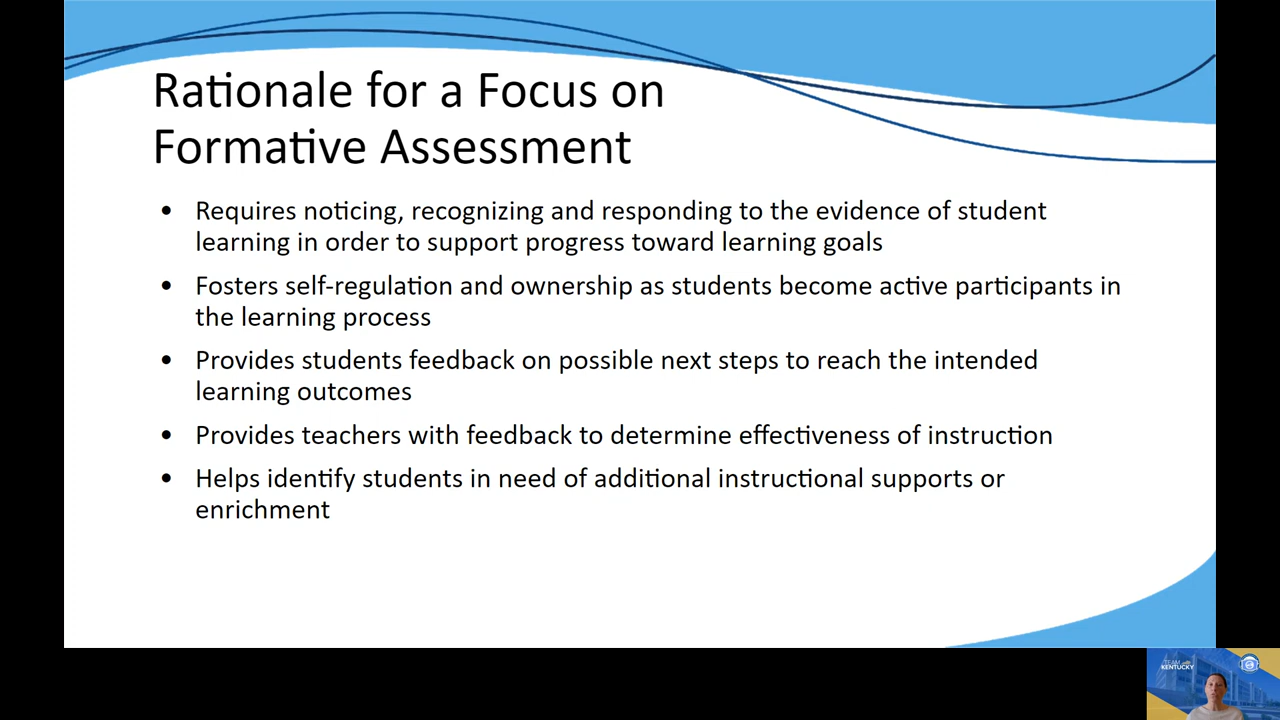 Rationale for a Focus on
Formative Assessment
• Requires noticing, recognizing and responding to the evidence of student
learning in order to support progress toward learning goals
• Fosters self-regulation and ownership as students become active participants in
the learning process
• Provides students feedback on possible next steps to reach the intended
learning outcomes
• Provides teachers with feedback to determine effectiveness of instruction
• Helps identify students in need of additional instructional supports or
enrichment
TEAM
KENTUCKY